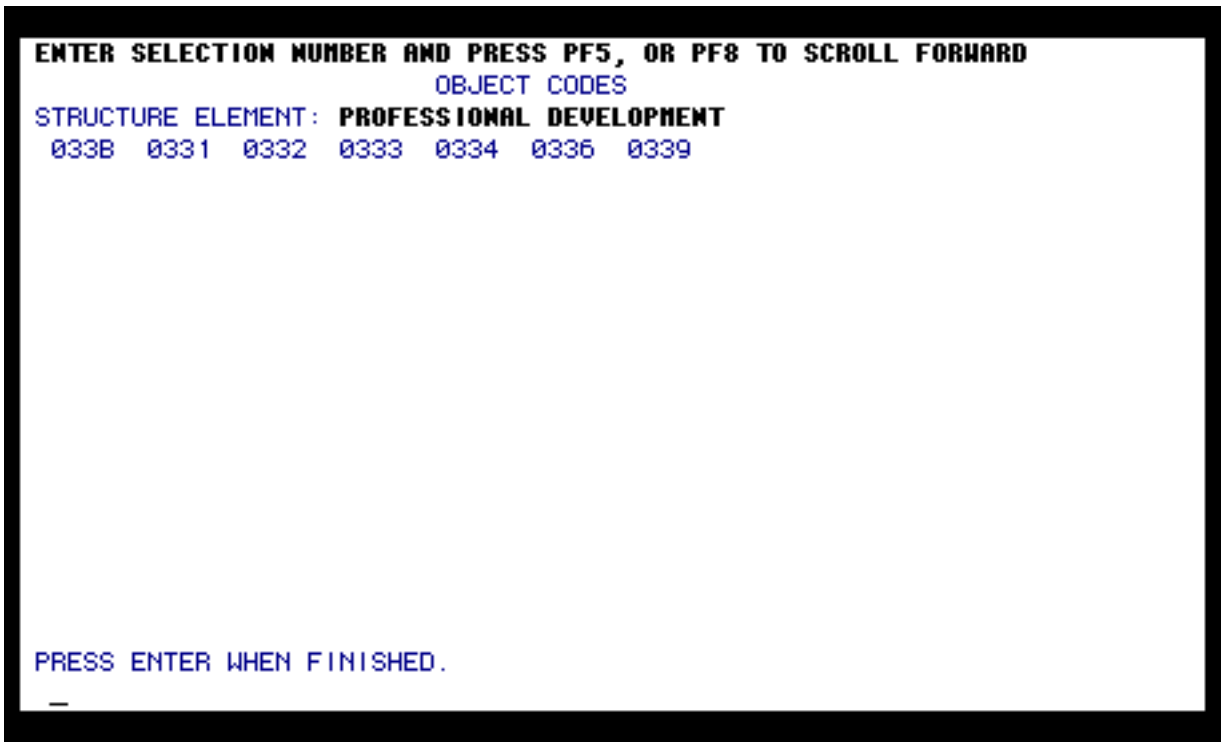 ENTER SELECTION NUMBER AND PRESS PF5, OR PF8 TO SCROLL FORWARD
OBJECT CODES
STRUCTURE ELEMENT: PROFESSIONAL DEVELOPMENT
033B 0331 0332 0333 0334 0336 0339
PRESS ENTER WHEN FINISHED.
_